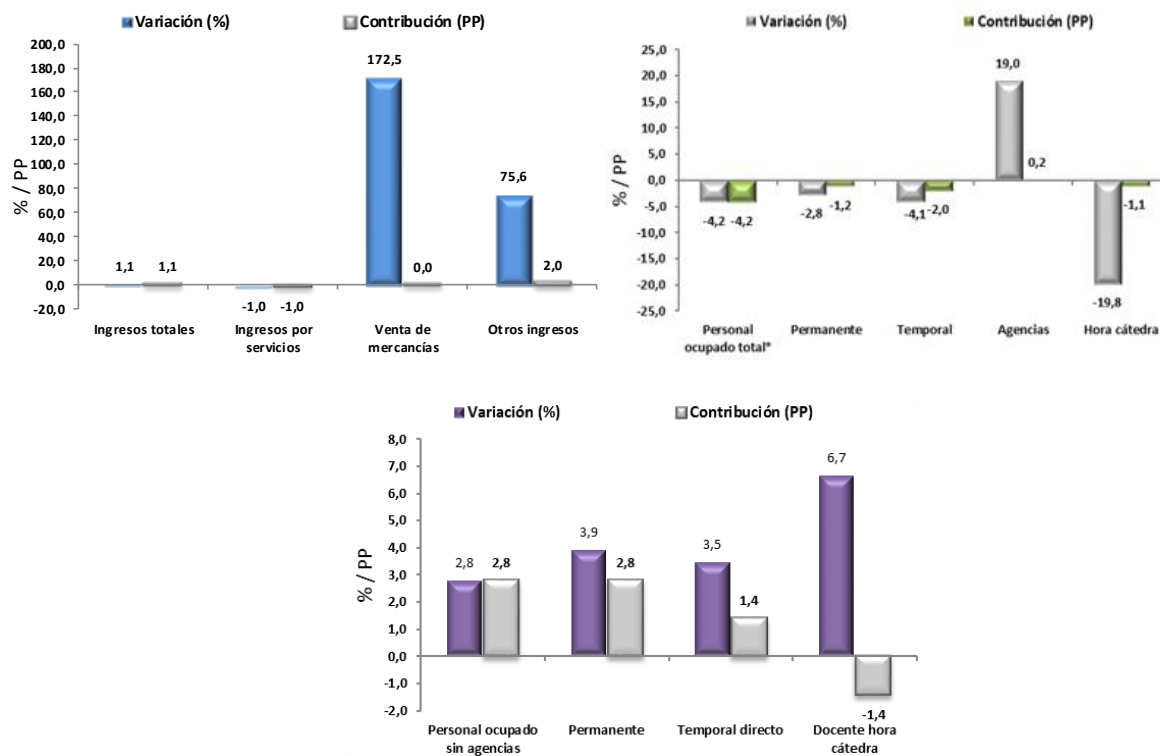 Variación (%) Contribución (PP)
% / PP
200,0
180,0
160,0
140,0
120,0
100,0
80,0
60,0
40,0
20,0
0,0
-20,0
1,1 1,1
-1,0 -1,0
172,5
0,0
75,6
2,0
Ingresos totales
Ingresos por
servicios
Venta de
mercancías
Otros ingresos
Variación (%) Contribución (PP)
% / PP
25,0
20,0
15,0
10,0
5,0
0,0
-5,0
-10,0
-15,0
-20,0
-25,0
-4,2 -4,2
-2,8 -1,2
-4,1 -2,0
19,0
0,2
-19,8
-1,1
Personal
ocupado total*
Permanente
Temporal
Agencias
Hora cátedra
Variación (%) Contribución (PP)
% / PP
8,0
7,0
6,0
5,0
4,0
3,0
2,0
1,0
0,0
-1,0
-2,0
2,8 2,8
3,9
2,8
3,5
1,4
6,7
-1,4
Personal ocupado
sin agencias
Permanente
Temporal directo
Docente hora
cátedra